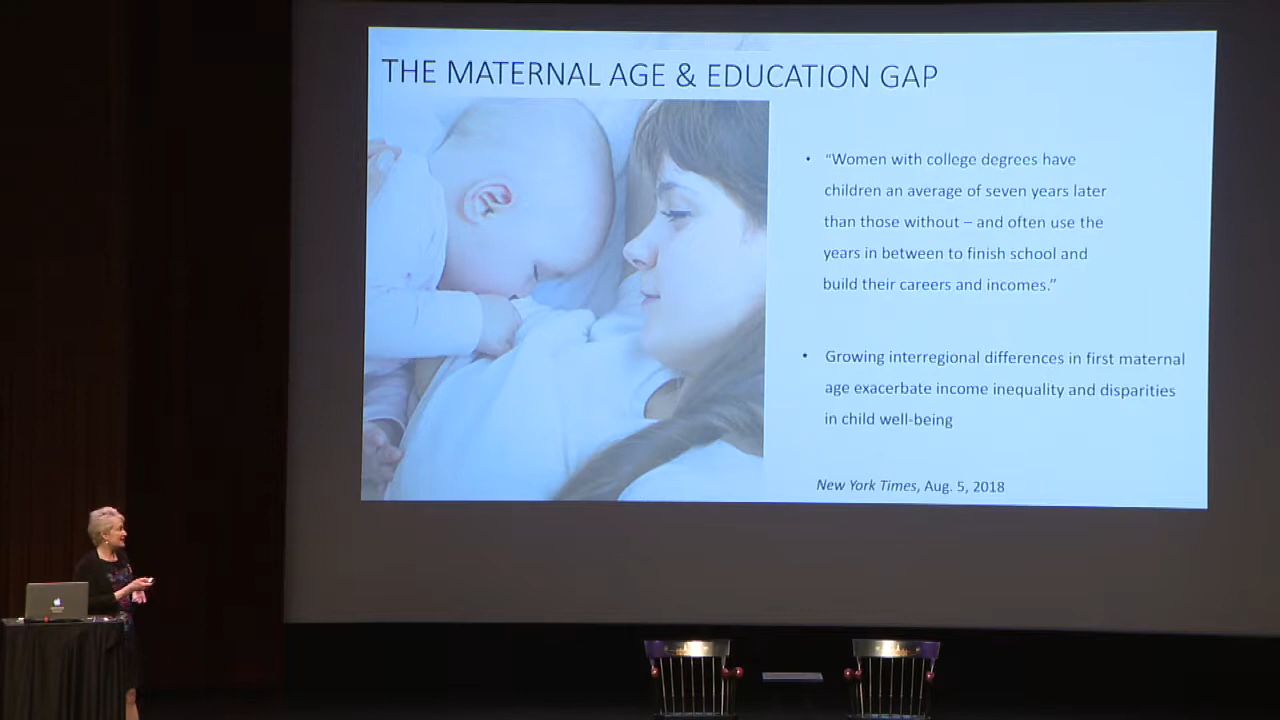 THE MATERNAL AGE & EDUCATION GAP
• “Women with college degrees have
children an average of seven years later
than those without – and often use the
years in between to finish school and
build their careers and incomes.”
• Growing interregional differences in first maternal
age exacerbate income inequality and disparities
in child well-being
New York Times, Aug. 5, 2018